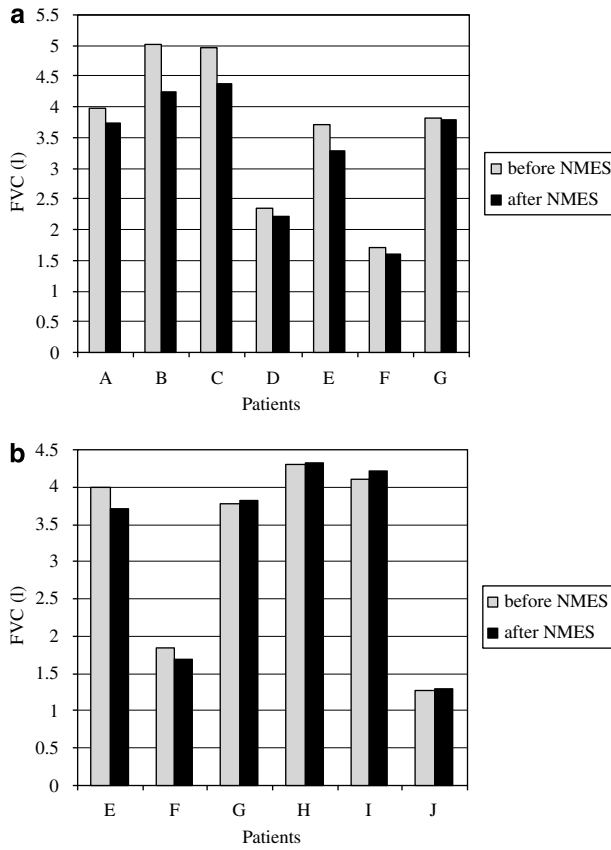 a
5.5
5
4.5
4
3.5
3
2.5
2
1.5
1
0.5
0
FVC (l)
A B C D E F G
Patients
before NMES
after NMES
b
4.5
4
3.5
3
2.5
2
1.5
1
0.5
0
FVC (l)
E F G H I J
Patients
before NMES
after NMES